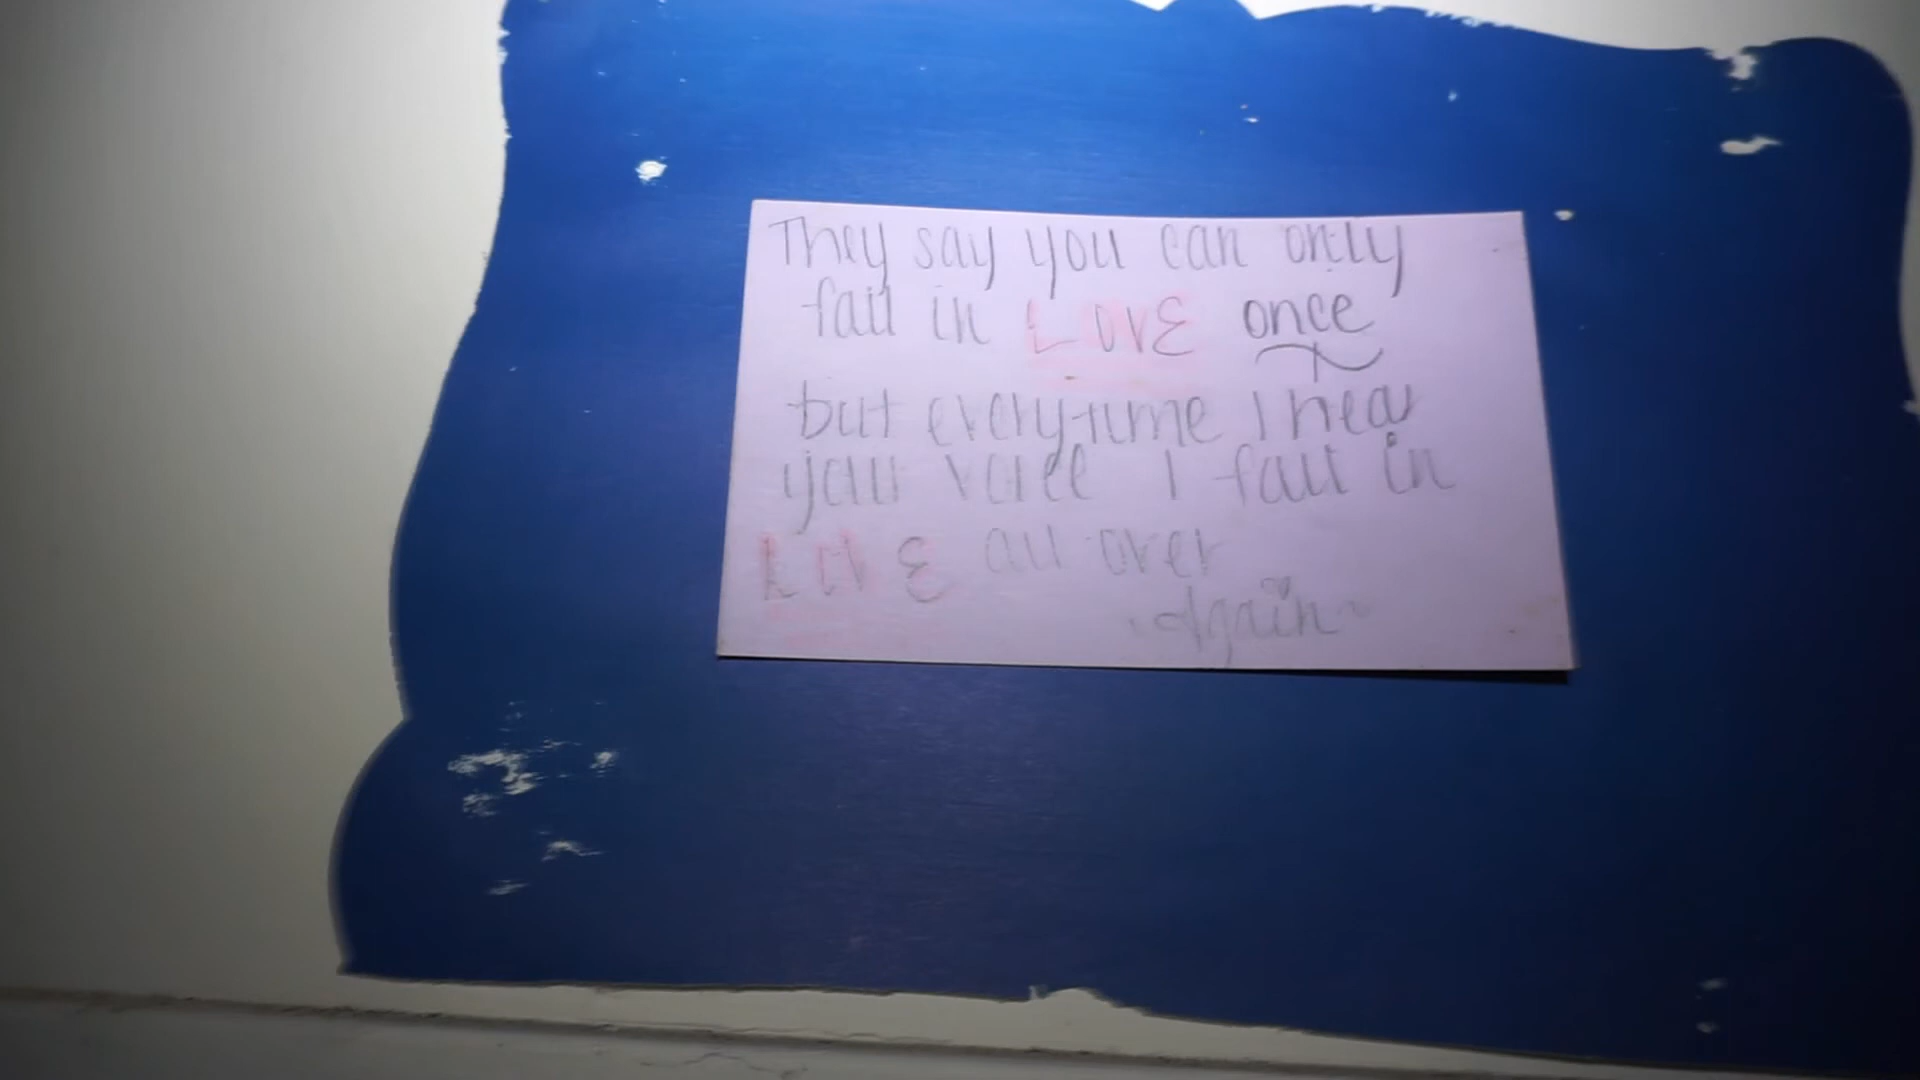 They say you can only
fall in LOVE once
but everytime I hear
your voice I fall in
LOVE all over
~Again~